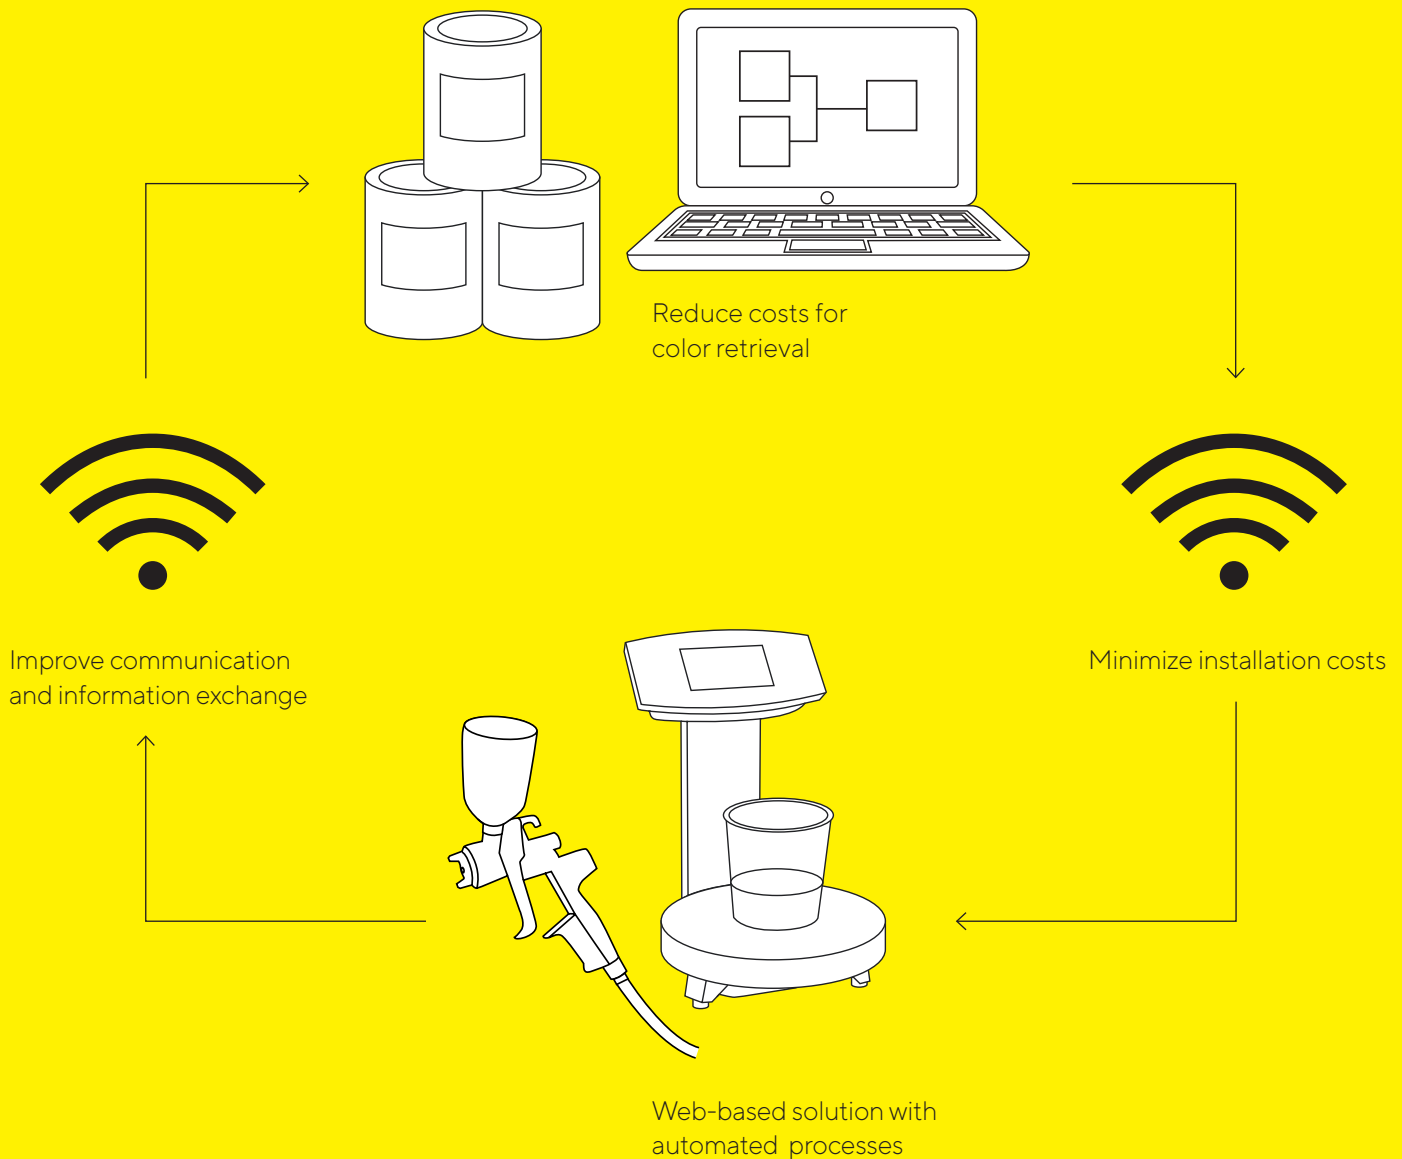 Reduce costs for
color retrieval
Improve communication
and information exchange
Minimize installation costs
Web-based solution with
automated processes